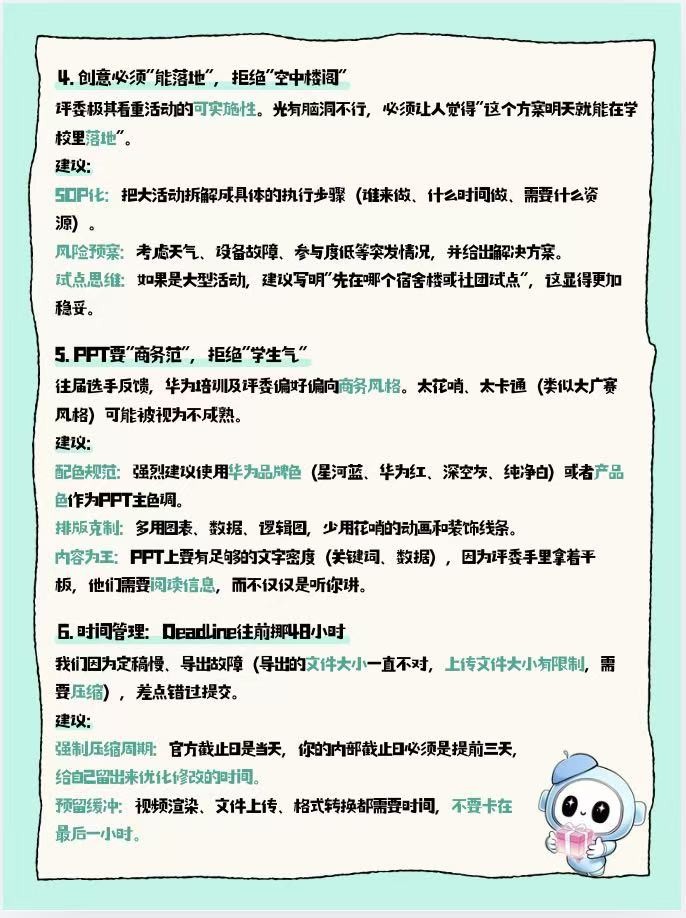 4. 创意必须"能落地"，拒绝"空中楼阁"
评委极其看重活动的可实施性。光有脑洞不行，必须让人觉得"这个方案明天就能在学
校里落地"。
建议：
SOP化：把大活动拆解成具体的执行步骤（谁来做、什么时间做、需要什么资
源）。
风险预案：考虑天气、设备故障、参与度低等突发情况，并给出解决方案。
试点思维：如果是大型活动，建议写明"先在哪个宿舍楼或社团试点"，这显得更加
稳妥。
5. PPT要"商务范"，拒绝"学生气"
往届选手反馈，华为培训及评委偏好偏向商务风格。太花哨、太卡通（类似大广赛
风格）可能被视为不成熟。
建议：
配色规范：强烈建议使用华为品牌色（星河蓝、华为红、深空灰、纯净白）或者产品
色作为PPT主色调。
排版克制：多用图表、数据、逻辑图，少用花哨的动画和装饰线条。
内容为王：PPT上要有足够的文字密度（关键词、数据），因为评委手里拿着平
板，他们需要阅读信息，而不仅仅是听你讲。
6. 时间管理：Deadline往前挪48小时
我们因为定稿慢、导出故障（导出的文件大小一直不对，上传文件大小有限制，需
要压缩），差点错过提交。
建议：
强制压缩周期：官方截止日是当天，你的内部截止日必须是提前三天，
给自己留出来优化修改的时间。
预留缓冲：视频渲染、文件上传、格式转换都需要时间，不要卡在
最后一小时。